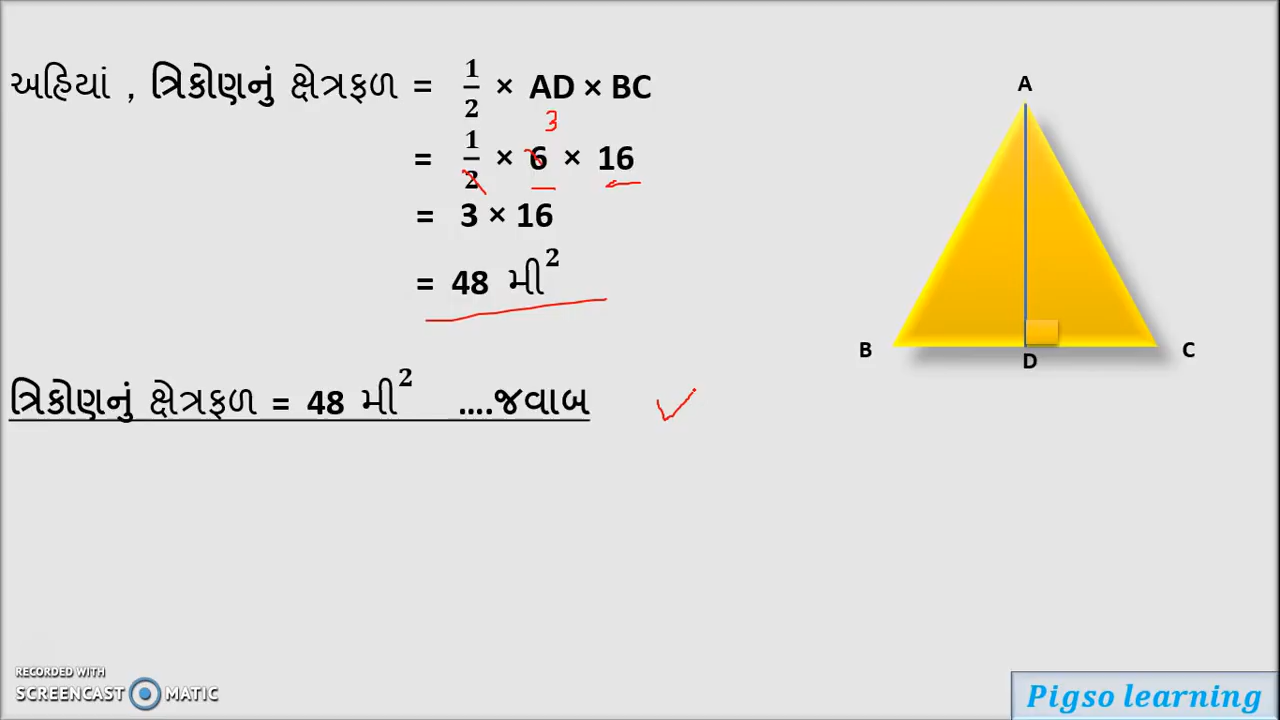 અહિયાં , ત્રિકોણનું ક્ષેત્રફળ = 1/2 × AD × BC
3
= 1/2 × 6 × 16
= 3 × 16
= 48 મી²
ત્રિકોણનું ક્ષેત્રફળ = 48 મી² ....જવાબ
A
B
D
C
RECORDED WITH
SCREENCAST MATIC
Pigso learning